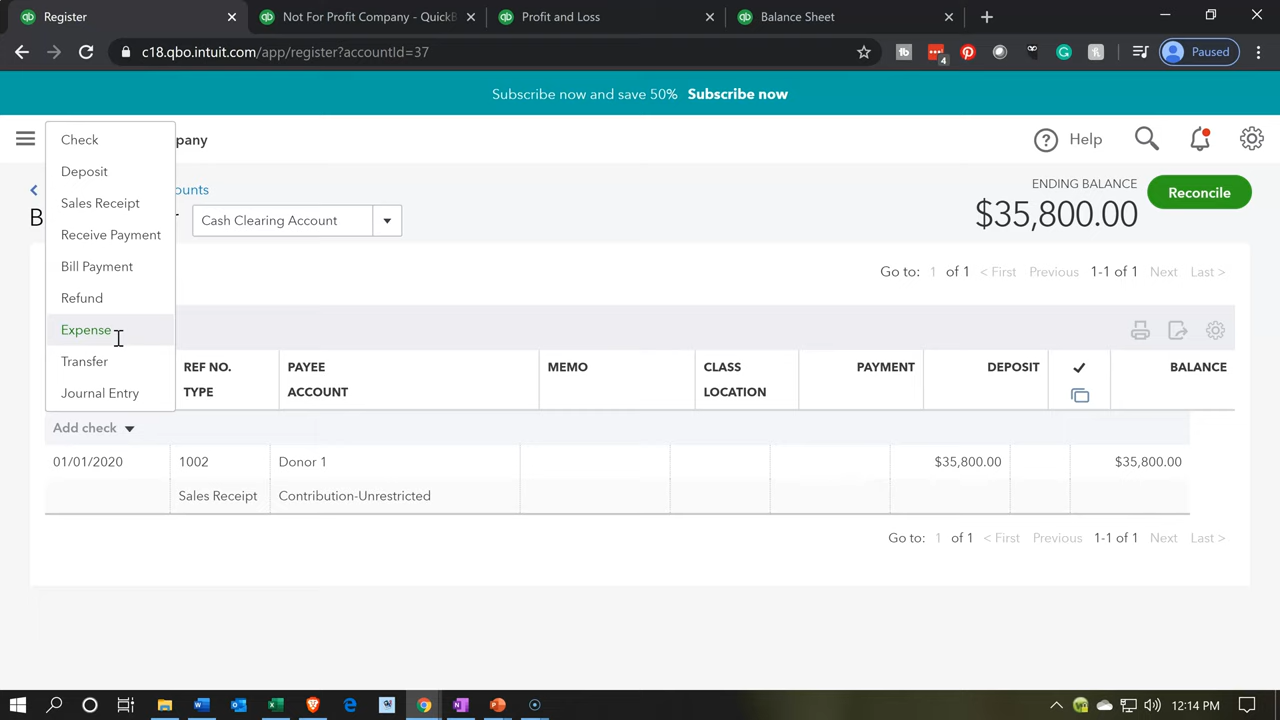 Register
Not For Profit Company - QuickB
Profit and Loss
Balance Sheet
c18.qbo.intuit.com/app/register?accountId=37
4
Paused
Subscribe now and save 50% Subscribe now
pany
Help
Check
Deposit
Sales Receipt
Receive Payment
Bill Payment
Refund
Expense
Transfer
Journal Entry
ounts
B
Cash Clearing Account
ENDING BALANCE
$35,800.00
Reconcile
Go to: 1 of 1 < First Previous 1-1 of 1 Next Last >
REF NO. PAYEE MEMO CLASS PAYMENT DEPOSIT BALANCE
TYPE ACCOUNT LOCATION
Add check
01/01/2020 1002 Donor 1 $35,800.00 $35,800.00
Sales Receipt Contribution-Unrestricted
Go to: 1 of 1 < First Previous 1-1 of 1 Next Last >
12:14 PM